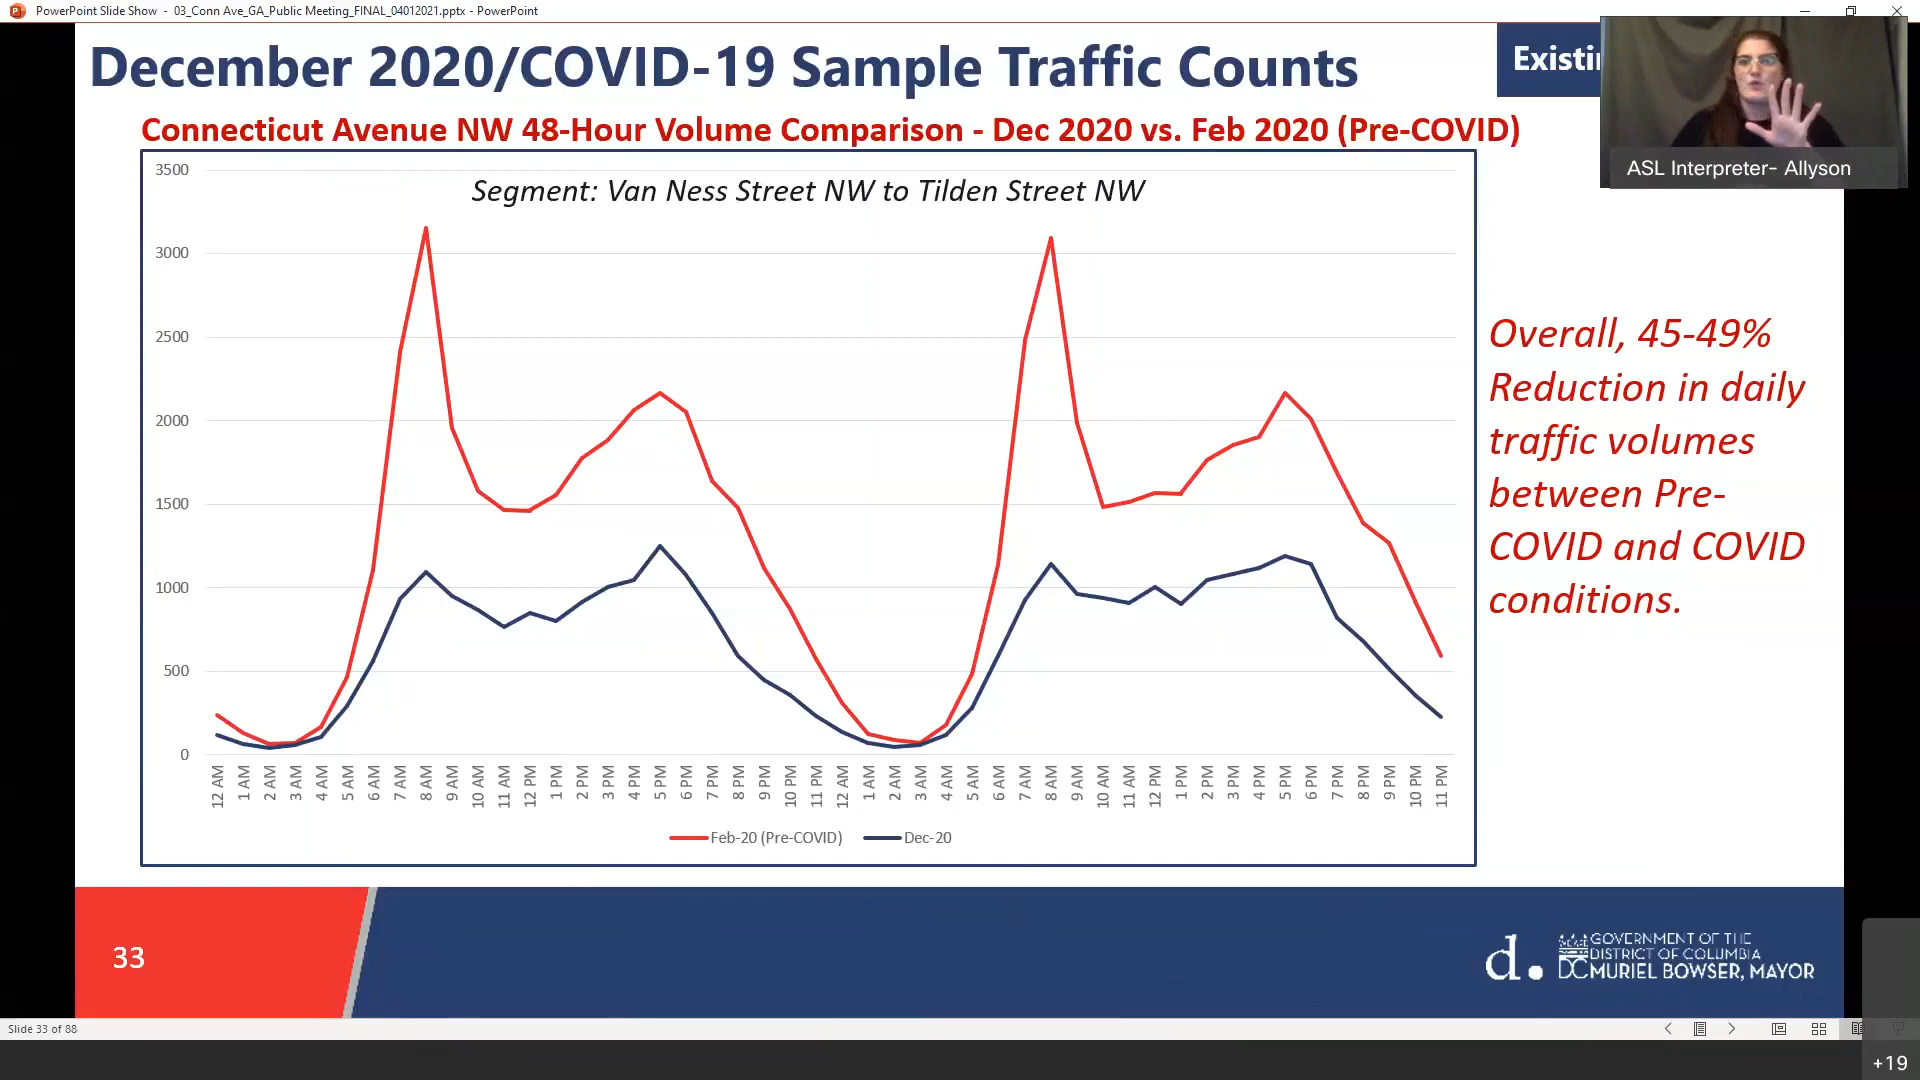 PowerPoint Slide Show - 03_Conn Ave_GA_Public Meeting_FINAL_04012021.pptx - PowerPoint
December 2020/COVID-19 Sample Traffic Counts
Existi
Connecticut Avenue NW 48-Hour Volume Comparison - Dec 2020 vs. Feb 2020 (Pre-COVID)
ASL Interpreter- Allyson
Segment: Van Ness Street NW to Tilden Street NW
3500
3000
2500
2000
1500
1000
500
0
12 AM 1 AM 2 AM 3 AM 4 AM 5 AM 6 AM 7 AM 8 AM 9 AM 10 AM 11 AM 12 PM 1 PM 2 PM 3 PM 4 PM 5 PM 6 PM 7 PM 8 PM 9 PM 10 PM 11 PM 12 AM 1 AM 2 AM 3 AM 4 AM 5 AM 6 AM 7 AM 8 AM 9 AM 10 AM 11 AM 12 PM 1 PM 2 PM 3 PM 4 PM 5 PM 6 PM 7 PM 8 PM 9 PM 10 PM 11 PM
Feb-20 (Pre-COVID) Dec-20
Overall, 45-49%
Reduction in daily
traffic volumes
between Pre-
COVID and COVID
conditions.
33
d.
GOVERNMENT OF THE
DISTRICT OF COLUMBIA
DC MURIEL BOWSER, MAYOR
Slide 33 of 88
+19